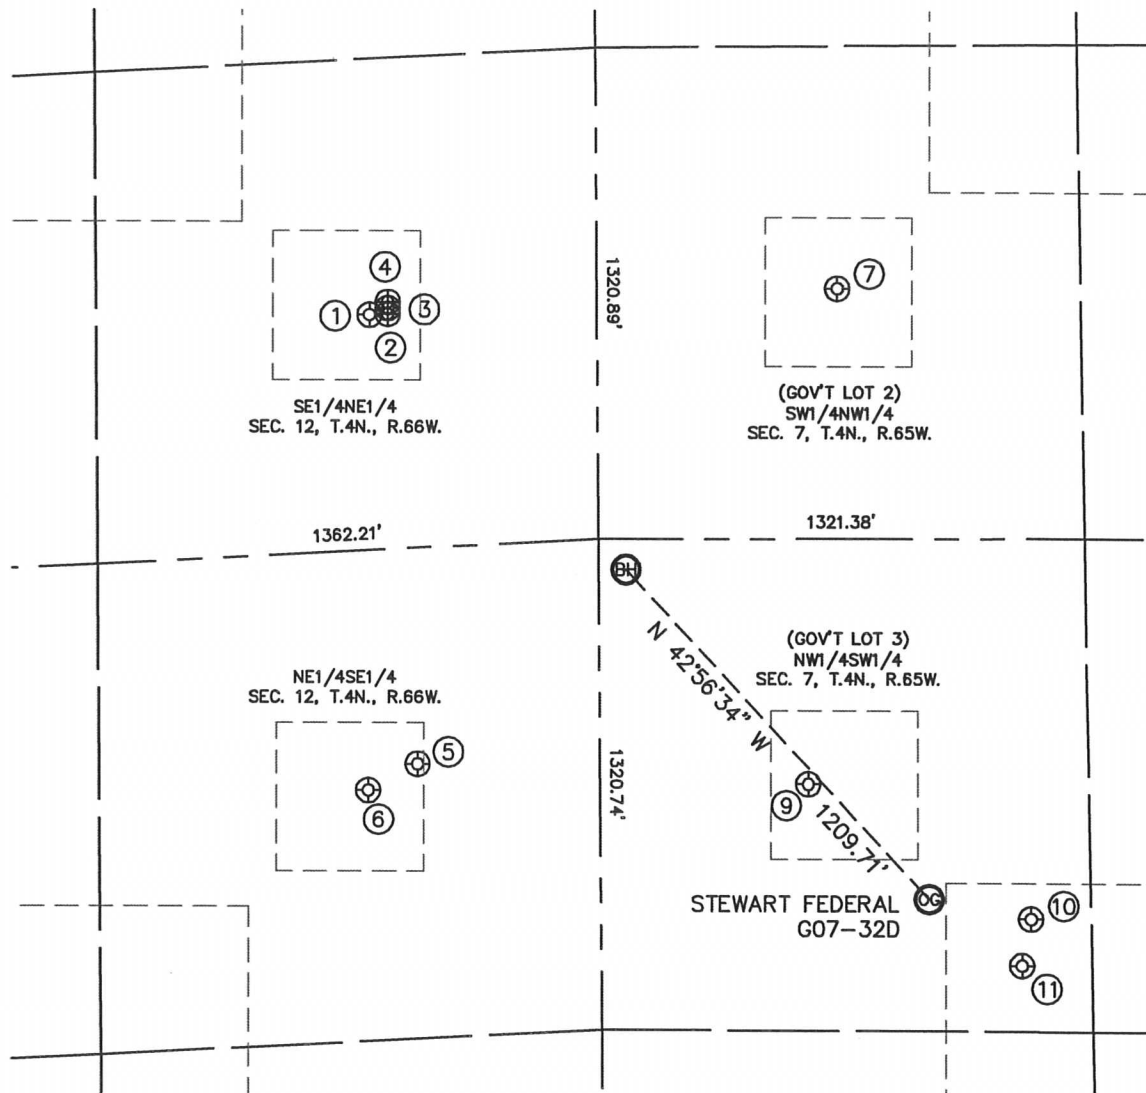 4
7
1
3
2
1320.89'
SE1/4NE1/4
SEC. 12, T.4N., R.66W.
(GOV'T LOT 2)
SW1/4NW1/4
SEC. 7, T.4N., R.65W.
1362.21'
1321.38'
BH
N 42°56'34" W
(GOV'T LOT 3)
NW1/4SW1/4
SEC. 7, T.4N., R.65W.
NE1/4SE1/4
SEC. 12, T.4N., R.66W.
5
6
1320.74'
9
1209.71'
STEWART FEDERAL
G07-32D
OG
10
11